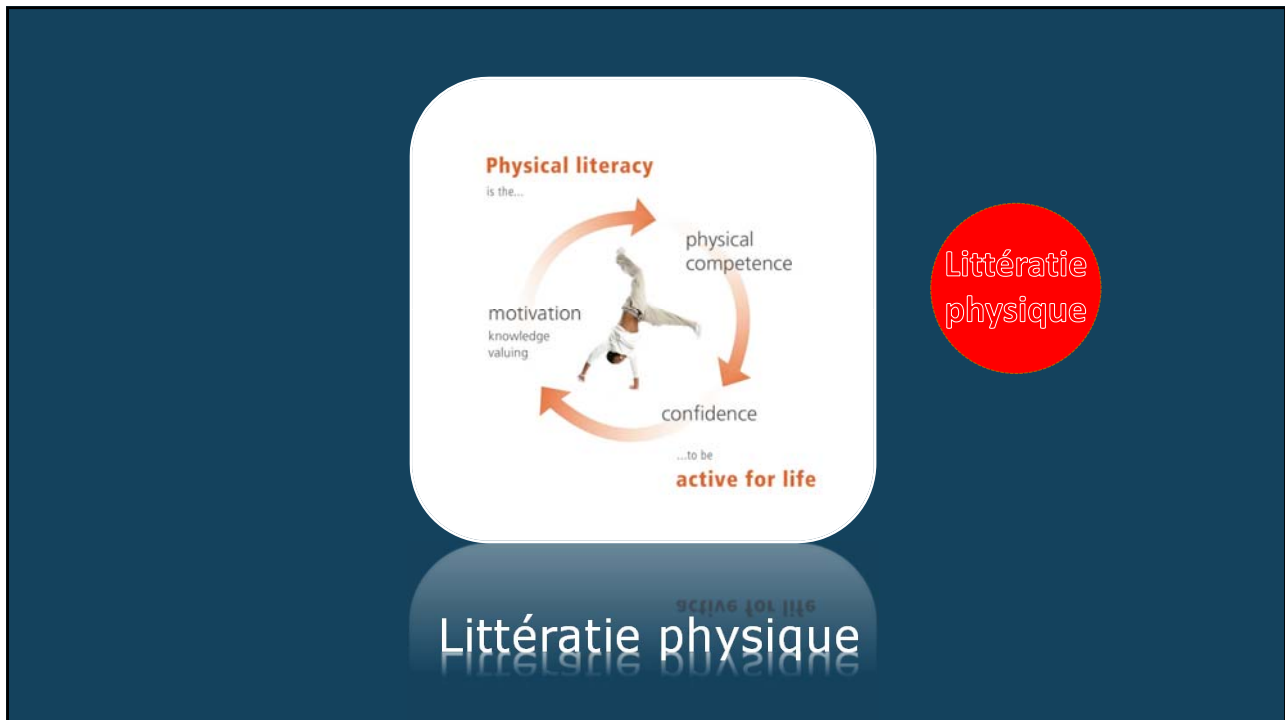 Physical literacy
is the...
physical
competence
motivation
knowledge
valuing
confidence
...to be
active for life
Littératie
physique
Littératie physique